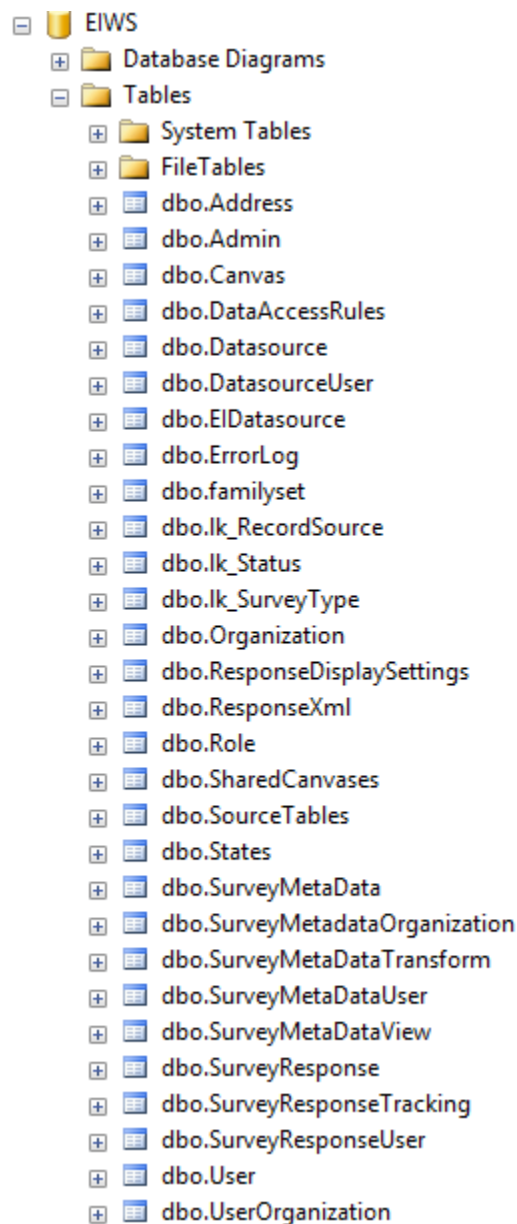 EIWS
Database Diagrams
Tables
System Tables
FileTables
dbo.Address
dbo.Admin
dbo.Canvas
dbo.DataAccessRules
dbo.Datasource
dbo.DatasourceUser
dbo.EIDatasource
dbo.ErrorLog
dbo.familyset
dbo.lk_RecordSource
dbo.lk_Status
dbo.lk_SurveyType
dbo.Organization
dbo.ResponseDisplaySettings
dbo.ResponseXml
dbo.Role
dbo.SharedCanvases
dbo.SourceTables
dbo.States
dbo.SurveyMetaData
dbo.SurveyMetadataOrganization
dbo.SurveyMetaDataTransform
dbo.SurveyMetaDataUser
dbo.SurveyMetaDataView
dbo.SurveyResponse
dbo.SurveyResponseTracking
dbo.SurveyResponseUser
dbo.User
dbo.UserOrganization